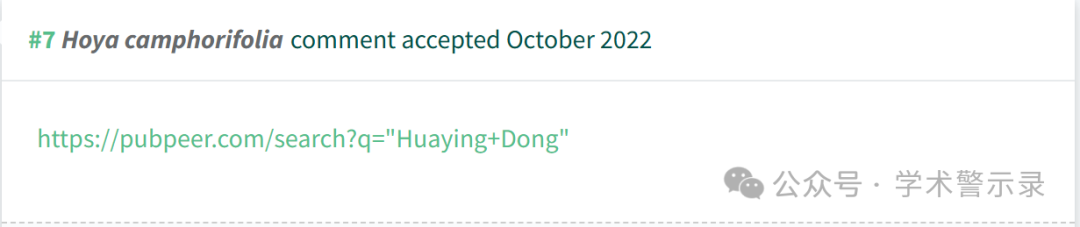 #7 Hoya camphorifolia comment accepted October 2022
https://pubpeer.com/search?q="Huaying+Dong"
公众号 · 学术警示录